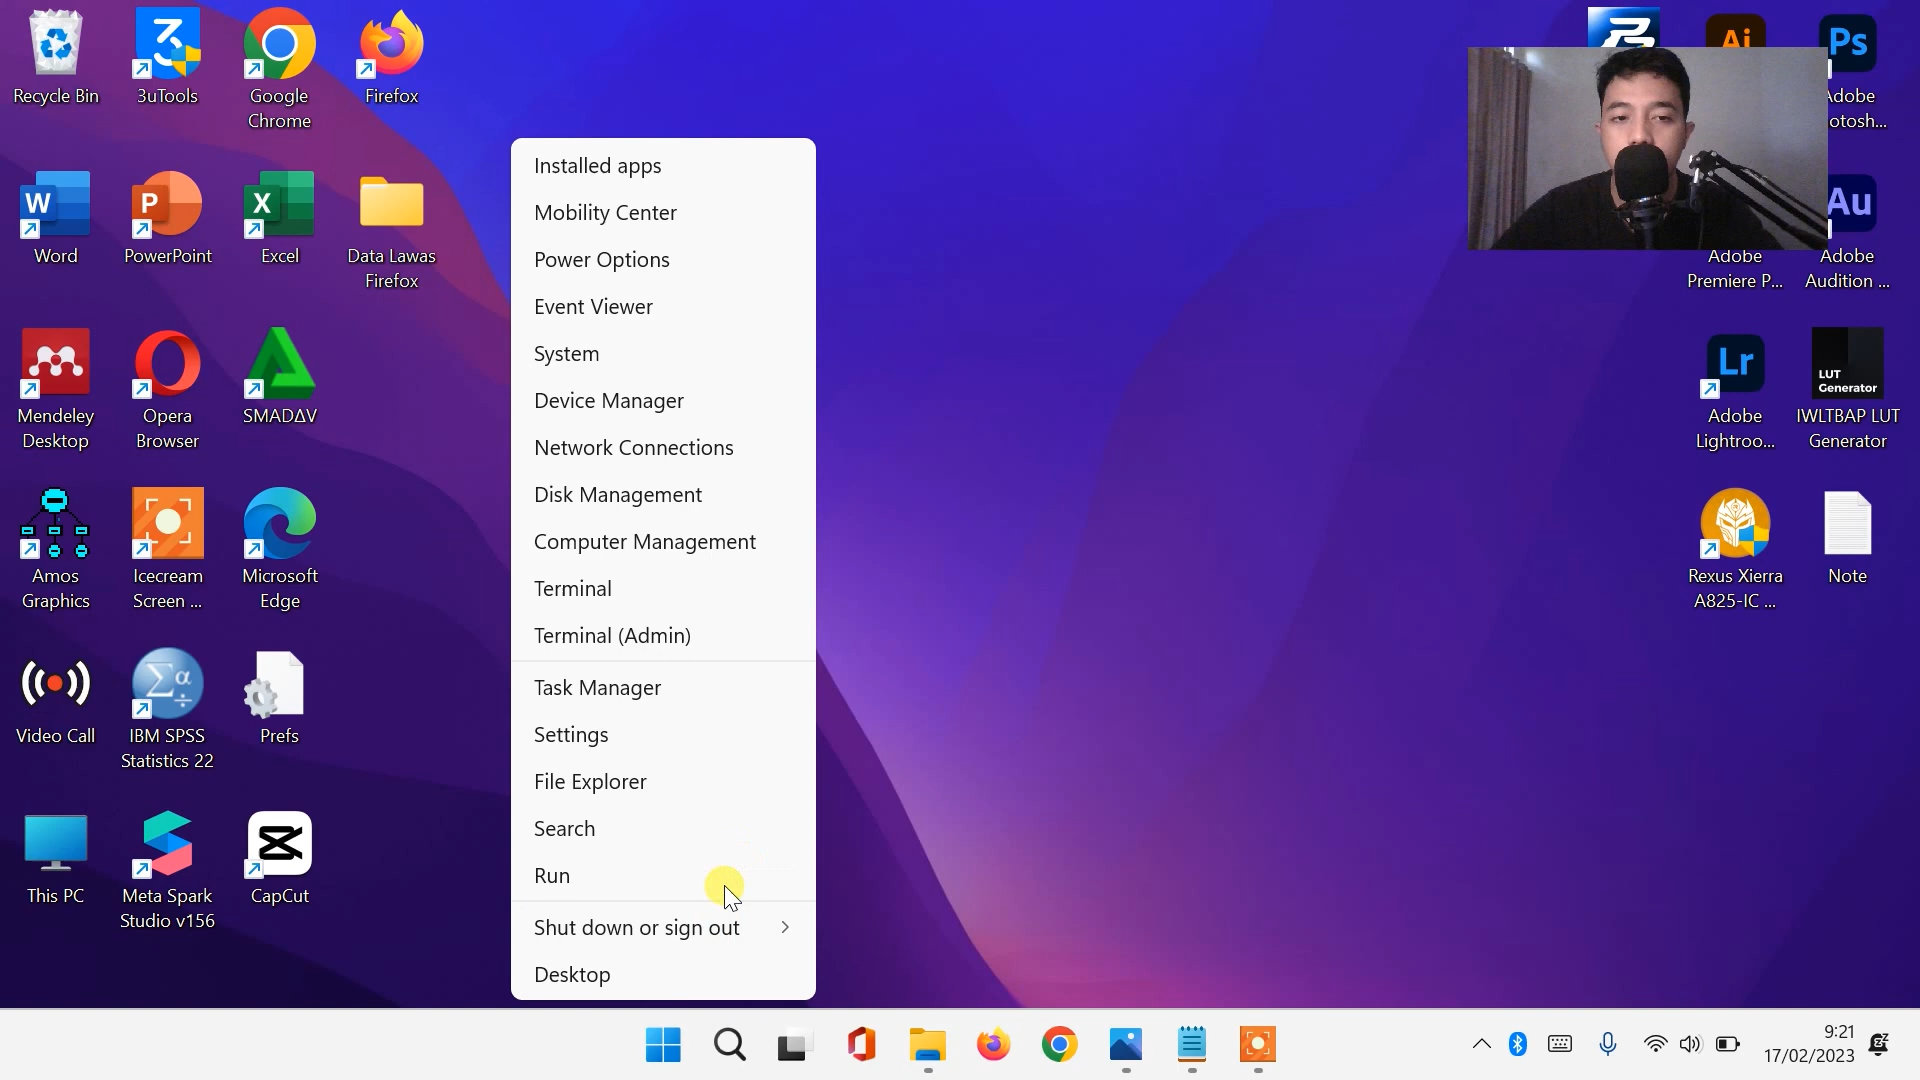 Recycle Bin
3uTools
Google
Chrome
Firefox
Word
PowerPoint
Excel
Data Lawas
Firefox
Mendeley
Desktop
Opera
Browser
SMADΔV
Amos
Graphics
Icecream
Screen ...
Microsoft
Edge
Video Call
IBM SPSS
Statistics 22
Prefs
This PC
Meta Spark
Studio v156
CapCut
Installed apps
Mobility Center
Power Options
Event Viewer
System
Device Manager
Network Connections
Disk Management
Computer Management
Terminal
Terminal (Admin)
Task Manager
Settings
File Explorer
Search
Run
Shut down or sign out
Desktop
Ai
Ps
Adobe
otosh...
Au
Adobe
Premiere P...
Adobe
Audition ...
Lr
Adobe
Lightroo...
LUT
Generator
IWLTBAP LUT
Generator
Rexus Xierra
A825-IC ...
Note
9:21
17/02/2023